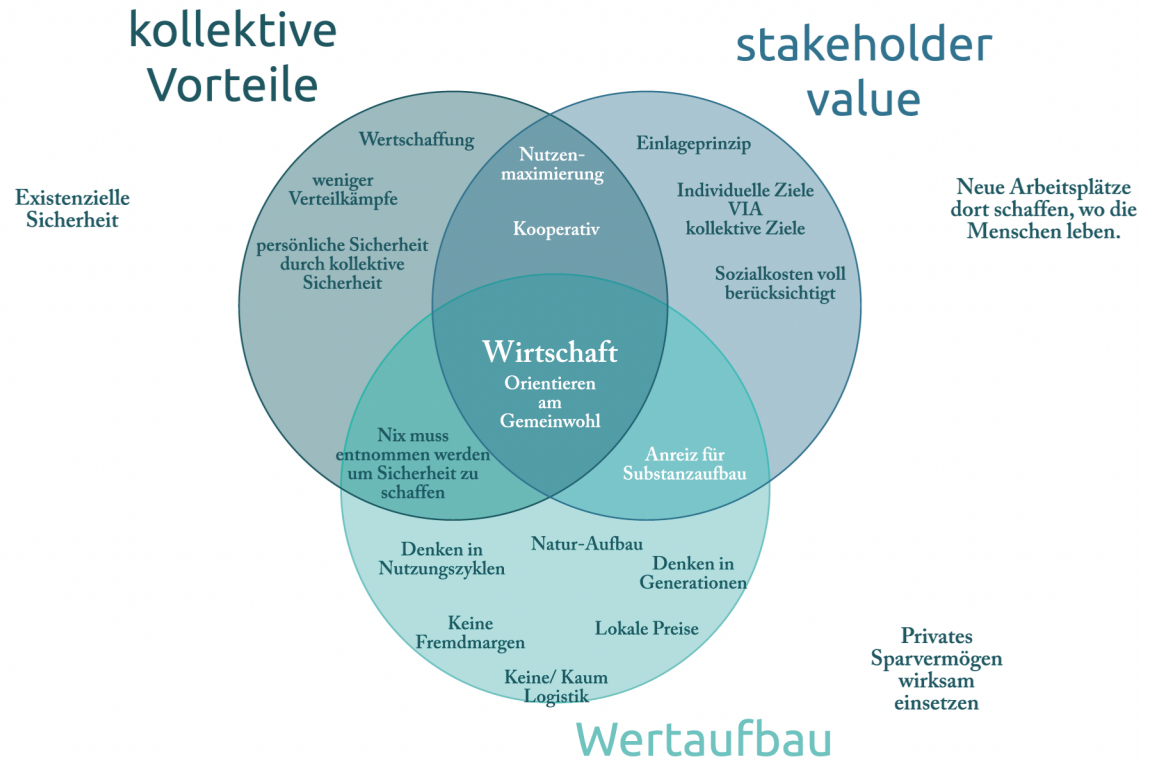 kollektive
Vorteile
stakeholder
value
Existenzielle
Sicherheit
Wertschaffung
weniger
Verteilkämpfe
persönliche Sicherheit
durch kollektive
Sicherheit
Nutzen-
maximierung
Kooperativ
Einlageprinzip
Individuelle Ziele
VIA
kollektive Ziele
Sozialkosten voll
berücksichtigt
Neue Arbeitsplätze
dort schaffen, wo die
Menschen leben.
Wirtschaft
Orientieren
am
Gemeinwohl
Nix muss
entnommen werden
um Sicherheit zu
schaffen
Anreiz für
Substanzaufbau
Denken in
Nutzungszyklen
Natur-Aufbau
Denken in
Generationen
Keine
Fremdmargen
Lokale Preise
Keine/ Kaum
Logistik
Privates
Sparvermögen
wirksam
einsetzen
Wertaufbau